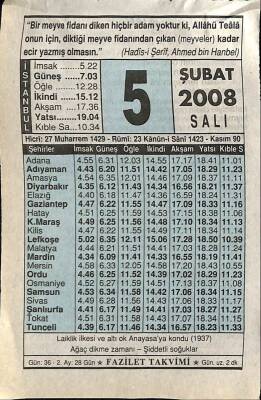 "Bir meyve fidanı diken hiçbir adam yoktur ki, Allâhü Teâlâ
onun için, diktiği meyve fidanından çıkan (meyveler) kadar
ecir yazmış olmasın." (Hadîs-i Şerîf, Ahmed bin Hanbel)
İSTANBUL
İmsak ............ 5.22
Güneş ...... 7.03
Öğle ............ 12.28
İkindi ...... 15.12
Akşam ...... 17.36
Yatsı........ 19.04
Kıble Sa.. 10.34
5
ŞUBAT
2008
SALI
Hicrî: 27 Muharrem 1429 - Rûmî: 23 Kânûn-i Sânî 1423 - Kasım 90
Şehirler İmsak Güneş Öğle İkindi Akşam Yatsı Kıble S
Adana 4.55 6.31 12.03 14.55 17.17 18.41 11.01
Adıyaman 4.43 6.20 11.51 14.42 17.05 18.29 11.23
Amasya 4.54 6.35 12.01 14.46 17.09 18.37 11.11
Diyarbakır 4.35 6.12 11.43 14.34 16.56 18.21 11.37
Elazığ 4.40 6.18 11.47 14.36 16.59 18.24 11.31
Gaziantep 4.47 6.22 11.55 14.47 17.09 18.33 11.16
Hatay 4.51 6.25 11.59 14.53 17.15 18.38 11.06
K.Maraş 4.49 6.25 11.56 14.48 17.10 18.34 11.13
Kilis 4.47 6.22 11.55 14.48 17.11 18.34 11.14
Lefkoşe 5.02 6.35 12.11 15.06 17.28 18.50 10.39
Malatya 4.44 6.21 11.51 14.41 17.03 18.28 11.24
Mardin 4.34 6.09 11.41 14.33 16.55 18.19 11.41
Mersin 4.58 6.33 12.05 14.58 17.20 18.43 10.55
Ordu 4.46 6.25 11.52 14.39 17.02 18.29 11.23
Osmaniye 4.52 6.27 11.59 14.51 17.13 18.37 11.08
Samsun 4.53 6.34 11.58 14.42 17.06 18.34 11.15
Sivas 4.49 6.28 11.56 14.43 17.06 18.33 11.15
Şanlıurfa 4.41 6.17 11.49 14.41 17.03 18.27 11.27
Tokat 4.51 6.31 11.58 14.43 17.07 18.34 11.15
Tunceli 4.39 6.17 11.46 14.34 16.57 18.23 11.33
Laiklik ilkesi ve altı ok Anayasa'ya kondu (1937)
Ağaç dikme zamanı – Şiddetli soğuklar
Gün: 36 - 2. Ay: 28 Gün ★ FAZİLET TAKVİMİ ★ Gün. uz. 2 dk.